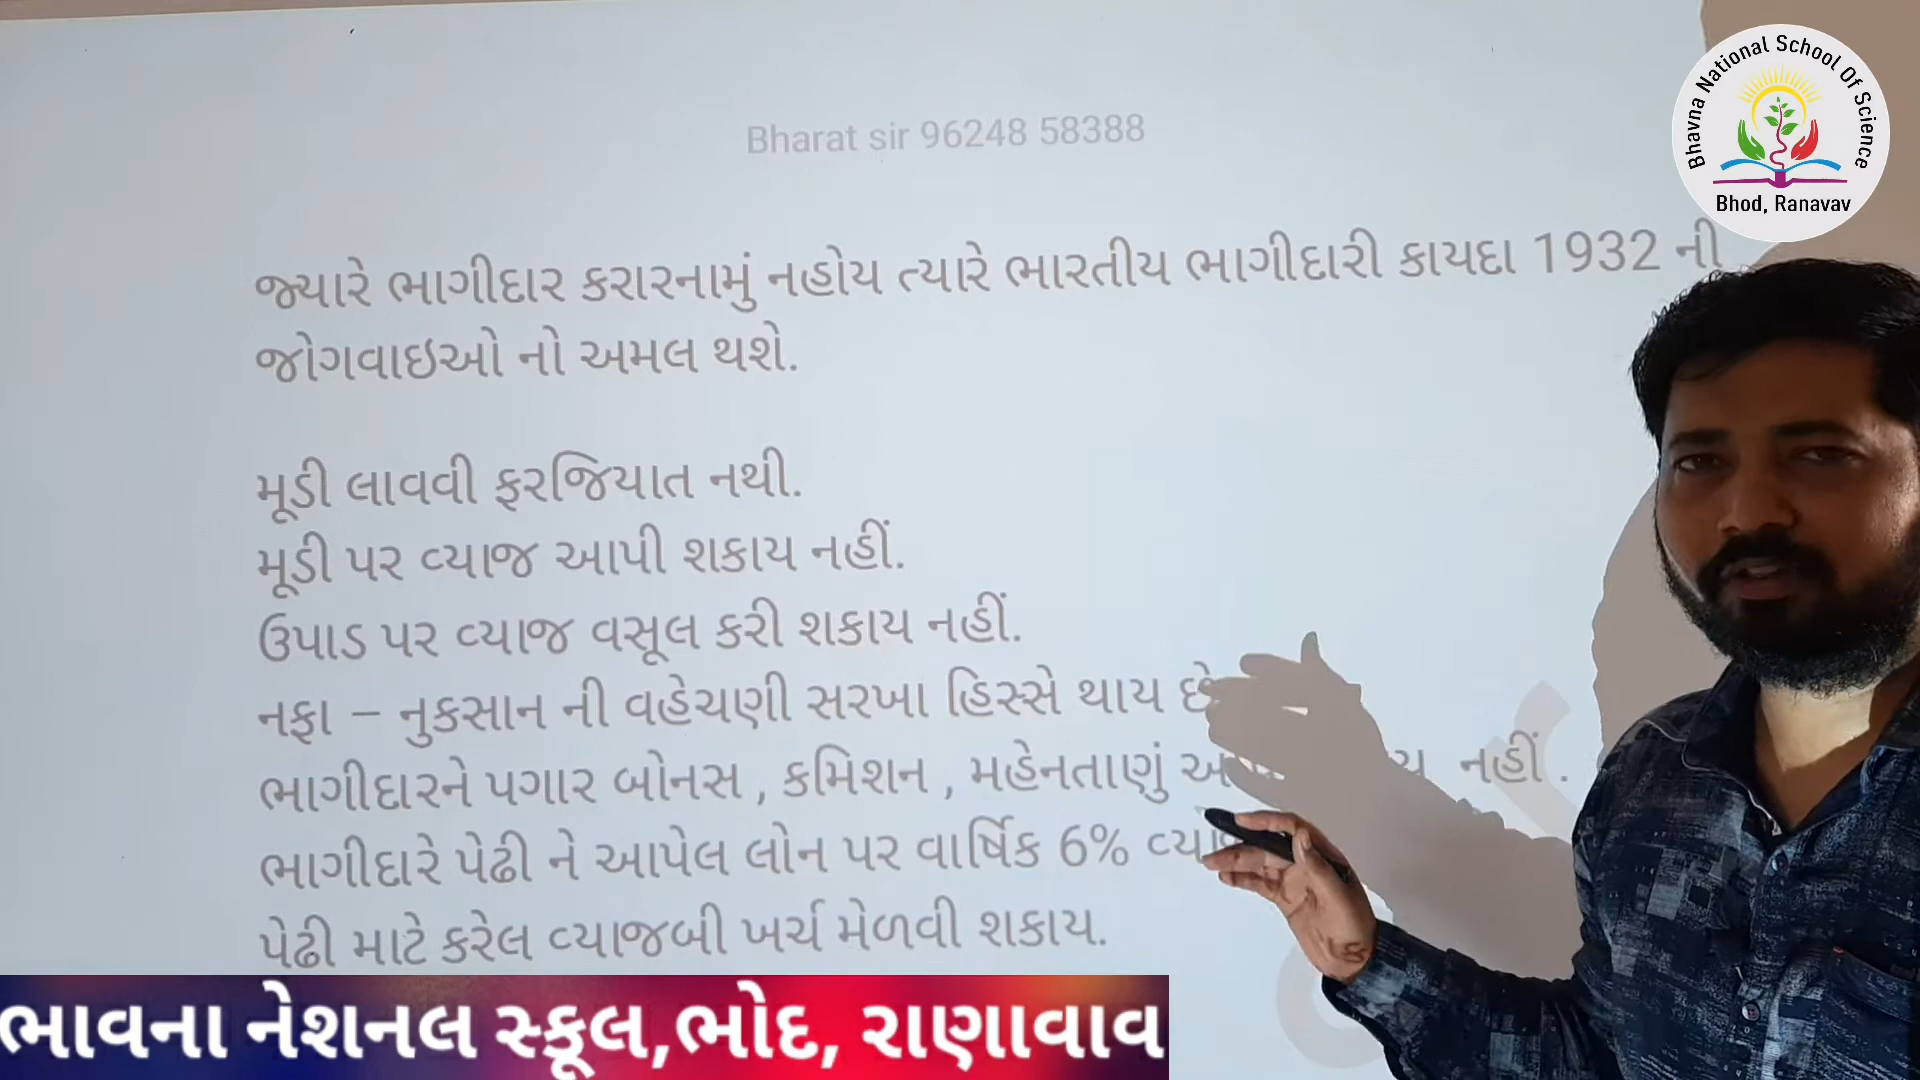 Bhavna National School Of Science
Bhod, Ranavav
Bharat sir 96248 58388
જ્યારે ભાગીદાર કરારનામું નહોય ત્યારે ભારતીય ભાગીદારી કાયદા 1932 ની
જોગવાઇઓ નો અમલ થશે.
મૂડી લાવવી ફરજિયાત નથી.
મૂડી પર વ્યાજ આપી શકાય નહીં.
ઉપાડ પર વ્યાજ વસૂલ કરી શકાય નહીં.
નફા – નુકસાન ની વહેચણી સરખા હિસ્સે થાય છે
ભાગીદારને પગાર બોનસ , કમિશન , મહેનતાણું નહીં .
ભાગીદારે પેઢી ને આપેલ લોન પર વાર્ષિક 6%
પેઢી માટે કરેલ વ્યાજબી ખર્ચ મેળવી શકાય.
ભાવના નેશનલ સ્કૂલ,ભોદ, રાણાવાવ